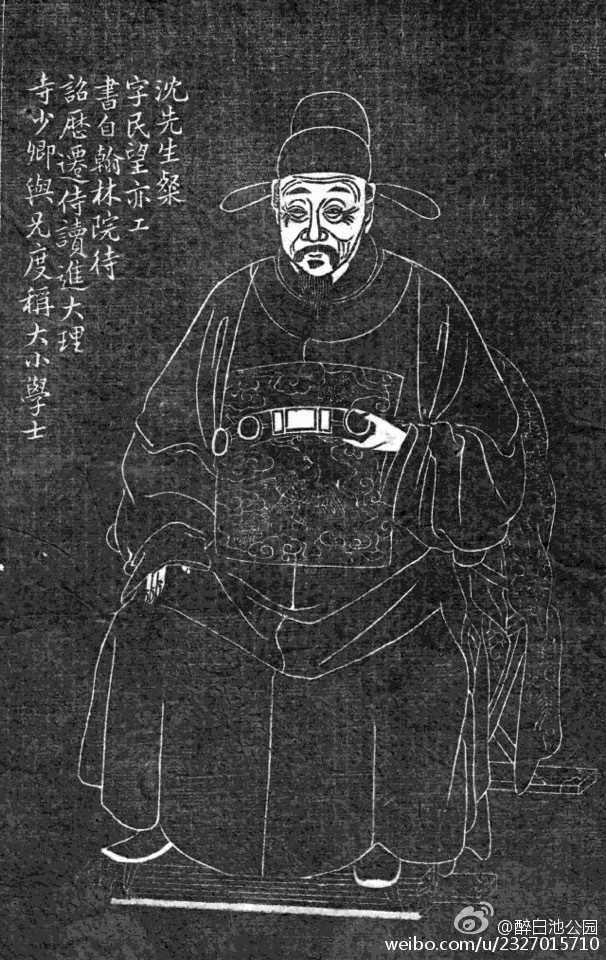 沈先生粲
字民望亦工
書自翰林院待
詔歷遷侍讀進大理
寺少卿與兄度稱大小學士
@醉白池公园
weibo.com/u/2327015710